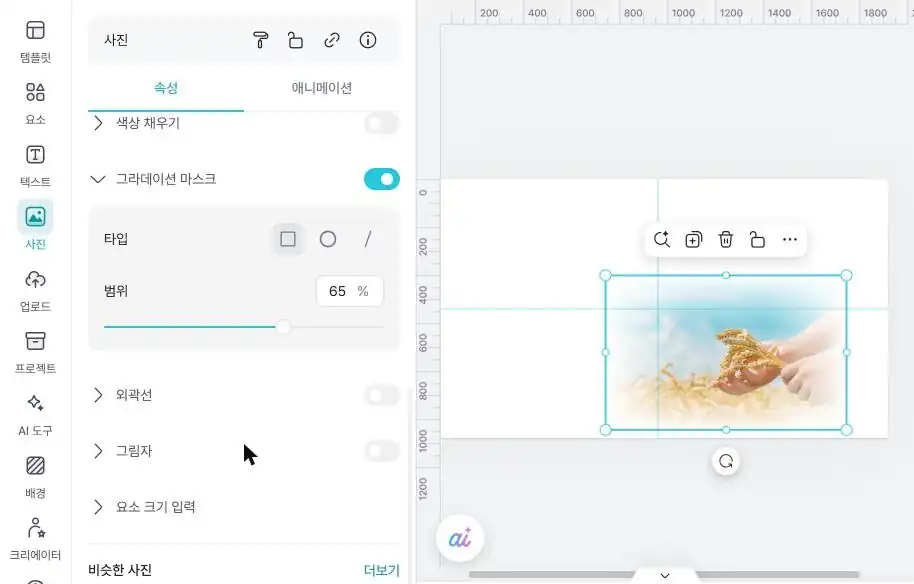 템플릿
요소
텍스트
사진
업로드
프로젝트
AI 도구
배경
크리에이터
사진
속성
애니메이션
색상 채우기
그라데이션 마스크
타입
범위
65 %
외곽선
그림자
요소 크기 입력
비슷한 사진
더보기
200 400 600 800 1000 1200 1400 1600 1800
0
200
400
600
800
1000
1200
ai